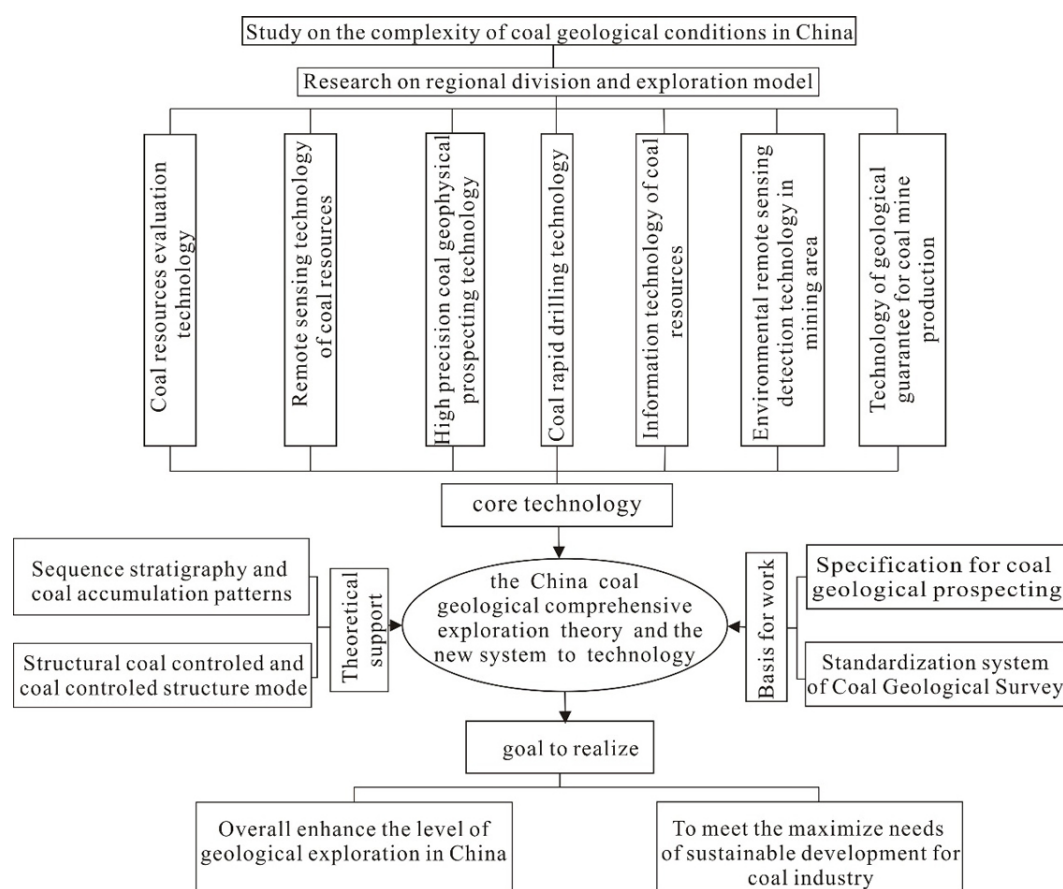 Study on the complexity of coal geological conditions in China
Research on regional division and exploration model
Coal resources evaluation
technology
Remote sensing technology
of coal resources
High precision coal geophysical
prospecting technology
Coal rapid drilling technology
Information technology of coal
resources
Environmental remote sensing
detection technology in
mining area
Technology of geological
guarantee for coal mine
production
core technology
Sequence stratigraphy and
coal accumulation patterns
Structural coal controled and
coal controled structure mode
Theoretical
support
the China coal
geological comprehensive
exploration theory and the
new system to technology
Basis for work
Specification for coal
geological prospecting
Standardization system
of Coal Geological Survey
goal to realize
Overall enhance the level of
geological exploration in China
To meet the maximize needs
of sustainable development for
coal industry